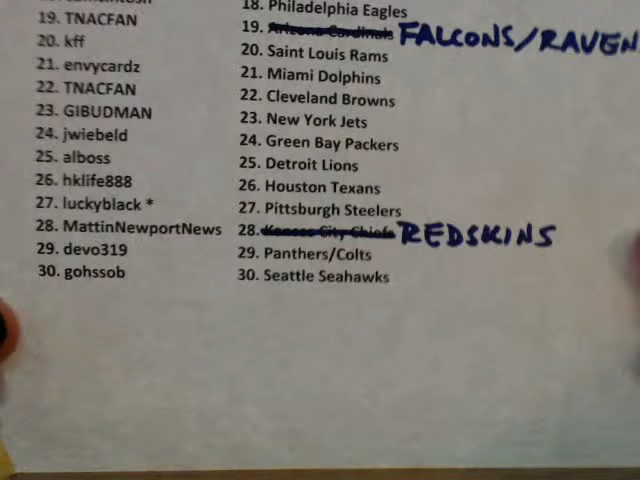 18. Philadelphia Eagles
19. TNACFAN 19. Arizona Cardinals FALCONS/RAVEN
20. kff 20. Saint Louis Rams
21. envycardz 21. Miami Dolphins
22. TNACFAN 22. Cleveland Browns
23. GIBUDMAN 23. New York Jets
24. jwiebeld 24. Green Bay Packers
25. alboss 25. Detroit Lions
26. hklife888 26. Houston Texans
27. luckyblack * 27. Pittsburgh Steelers
28. MattinNewportNews 28. Kansas City Chiefs REDSKINS
29. devo319 29. Panthers/Colts
30. gohssob 30. Seattle Seahawks